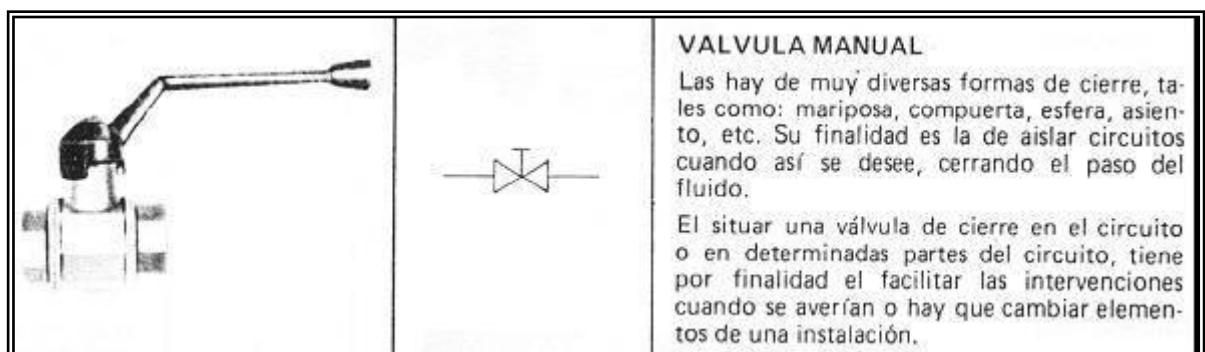 VALVULA MANUAL
Las hay de muy diversas formas de cierre, ta-
les como: mariposa, compuerta, esfera, asien-
to, etc. Su finalidad es la de aislar circuitos
cuando así se desee, cerrando el paso del
fluido.
El situar una válvula de cierre en el circuito
o en determinadas partes del circuito, tiene
por finalidad el facilitar las intervenciones
cuando se averían o hay que cambiar elemen-
tos de una instalación.